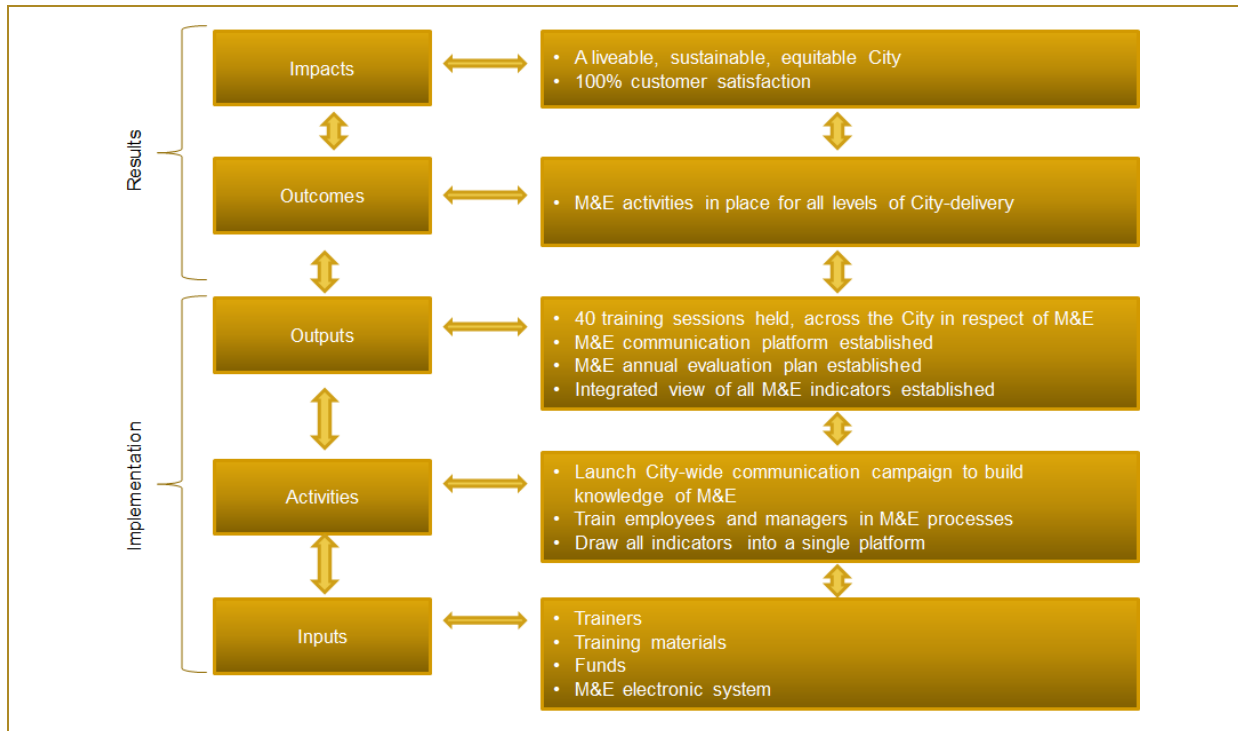 Results
Impacts
• A liveable, sustainable, equitable City
• 100% customer satisfaction
Outcomes
• M&E activities in place for all levels of City-delivery
Implementation
Outputs
• 40 training sessions held, across the City in respect of M&E
• M&E communication platform established
• M&E annual evaluation plan established
• Integrated view of all M&E indicators established
Activities
• Launch City-wide communication campaign to build
knowledge of M&E
• Train employees and managers in M&E processes
• Draw all indicators into a single platform
Inputs
• Trainers
• Training materials
• Funds
• M&E electronic system